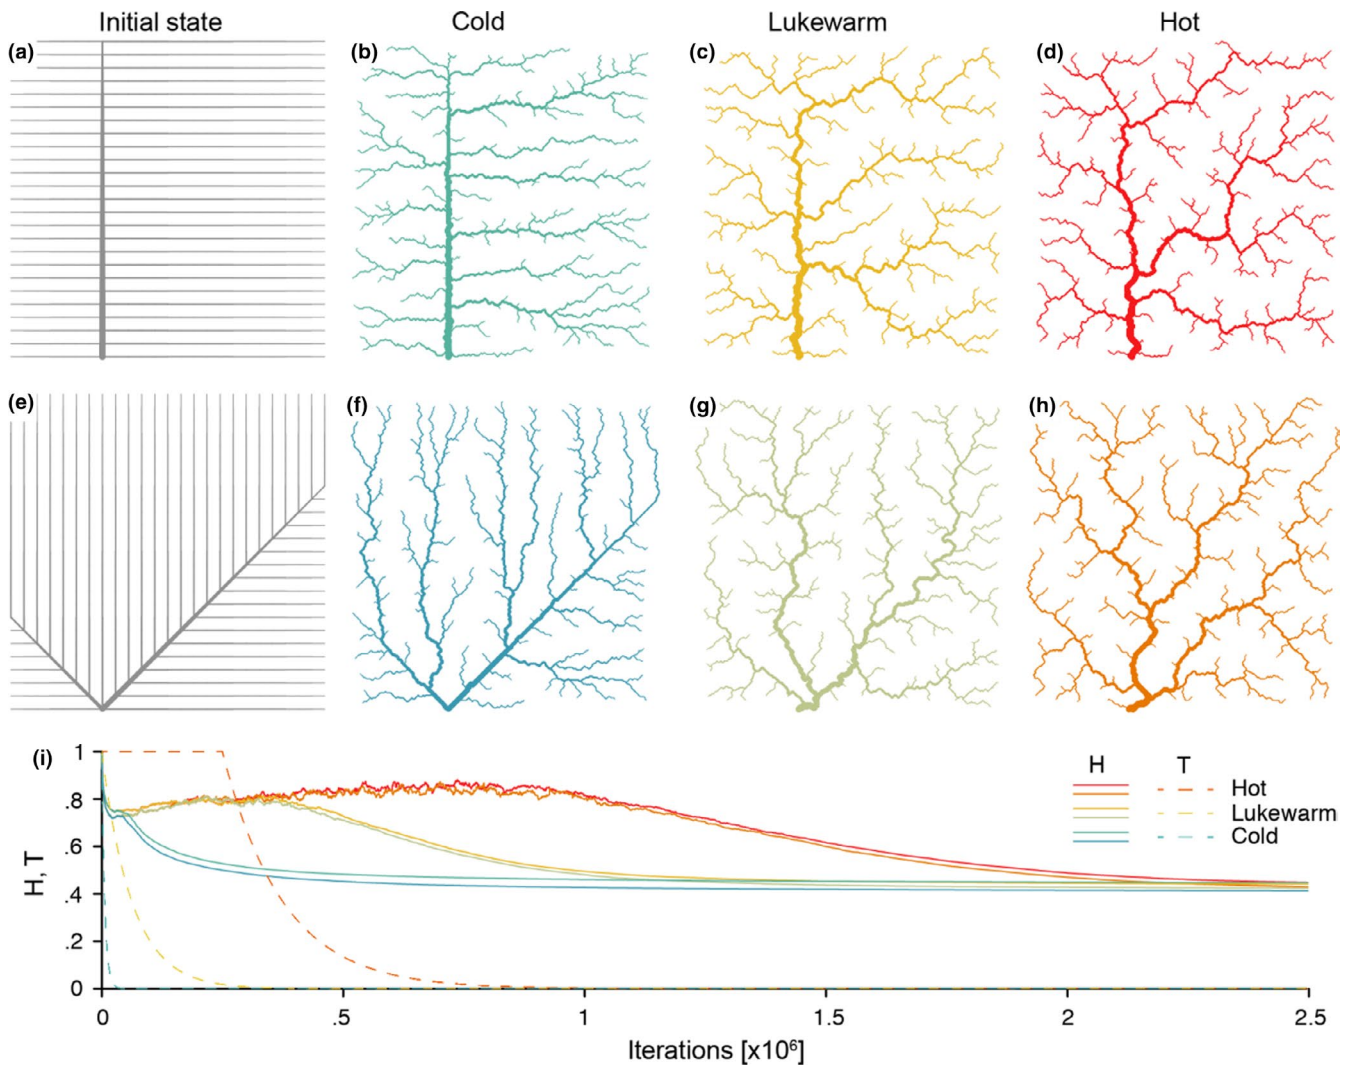 Initial state Cold Lukewarm Hot
(a) (b) (c) (d)
(e) (f) (g) (h)
(i)
H T
Hot
Lukewarm
Cold
1
.8
.6
.4
.2
0
H, T
0 .5 1 1.5 2 2.5
Iterations [x10⁶]